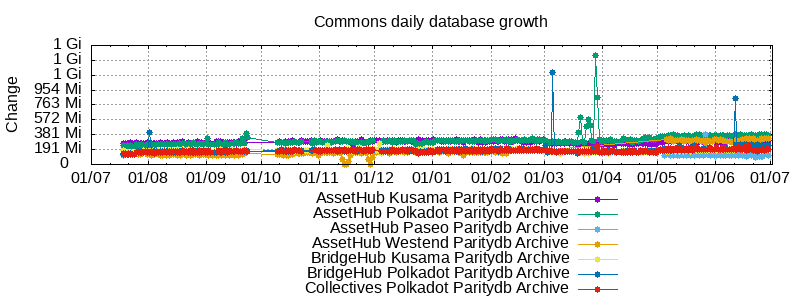 Commons daily database growth
Change
1 Gi
1 Gi
1 Gi
954 Mi
763 Mi
572 Mi
381 Mi
191 Mi
0
01/07 01/08 01/09 01/10 01/11 01/12 01/01 01/02 01/03 01/04 01/05 01/06 01/07
AssetHub Kusama Paritydb Archive
AssetHub Polkadot Paritydb Archive
AssetHub Paseo Paritydb Archive
AssetHub Westend Paritydb Archive
BridgeHub Kusama Paritydb Archive
BridgeHub Polkadot Paritydb Archive
Collectives Polkadot Paritydb Archive